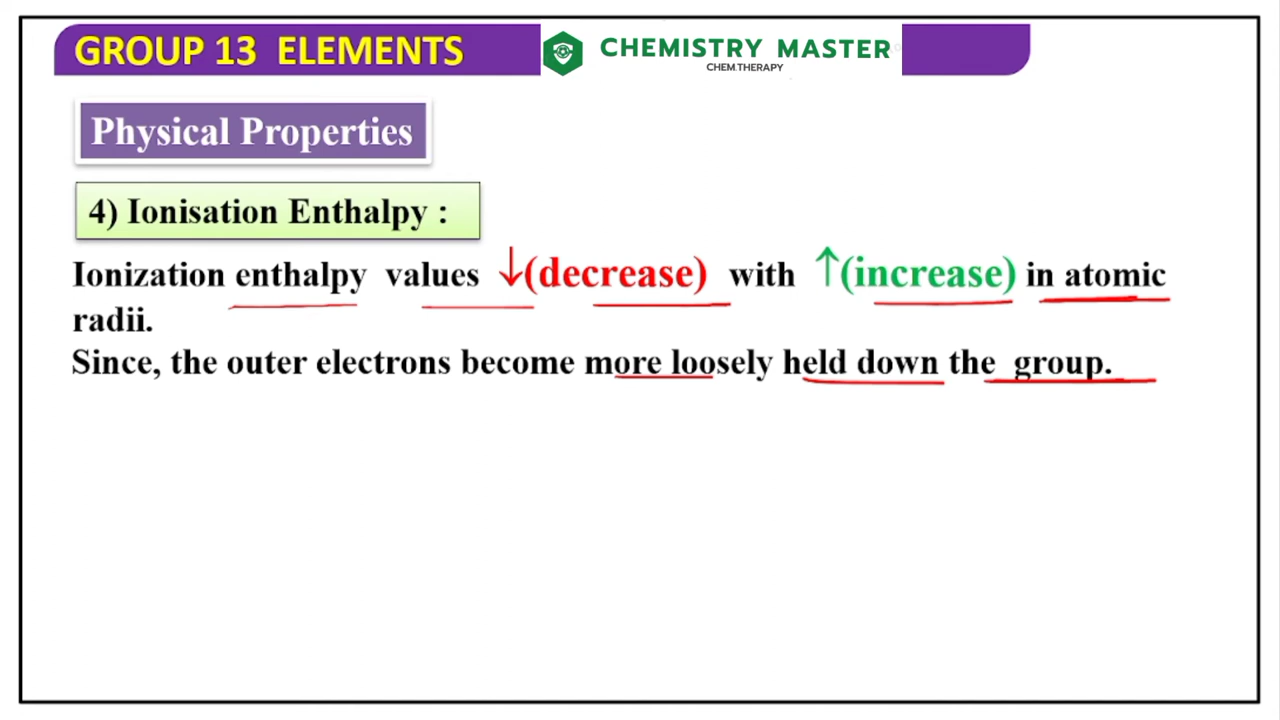 GROUP 13 ELEMENTS
CHEMISTRY MASTER
CHEM.THERAPY
Physical Properties
4) Ionisation Enthalpy :
Ionization enthalpy values ↓(decrease) with ↑(increase) in atomic
radii.
Since, the outer electrons become more loosely held down the group.